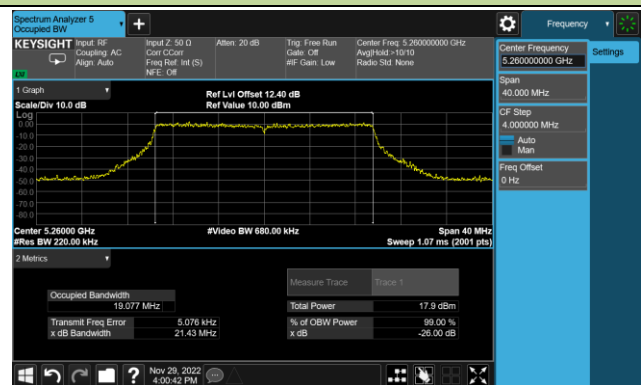 Spectrum Analyzer 5
Occupied BW
Frequency
KEYSIGHT
Input: RF
Coupling: AC
Align: Auto
Input Z: 50 Ω
Corr CCorr
Freq Ref: Int (S)
NFE: Off
Atten: 20 dB
Trig: Free Run
Gate: Off
#IF Gain: Low
Center Freq: 5.260000000 GHz
Avg|Hold:>10/10
Radio Std: None
Center Frequency
5.260000000 GHz
Settings
Span
40.000 MHz
CF Step
4.000000 MHz
Auto
Man
Freq Offset
0 Hz
1 Graph
Scale/Div 10.0 dB
Ref Lvl Offset 12.40 dB
Ref Value 10.00 dBm
Log
0.00
-10.0
-20.0
-30.0
-40.0
-50.0
-60.0
-70.0
-80.0
Center 5.26000 GHz
#Video BW 680.00 kHz
Span 40 MHz
#Res BW 220.00 kHz
Sweep 1.07 ms (2001 pts)
2 Metrics
Measure Trace
Trace 1
Occupied Bandwidth
19.077 MHz
Total Power
17.9 dBm
Transmit Freq Error
5.076 kHz
% of OBW Power
99.00 %
x dB Bandwidth
21.43 MHz
x dB
-26.00 dB
Nov 29, 2022
4:00:42 PM